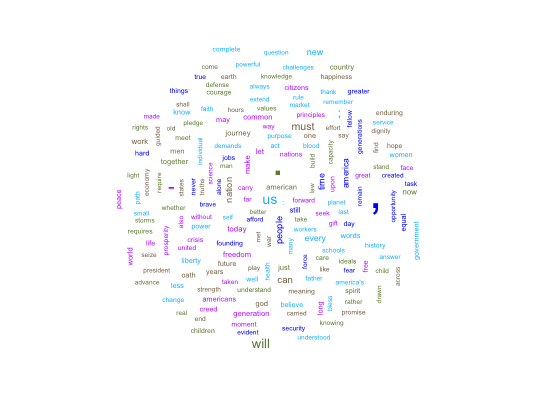 complete question new
come powerful challenges country
true earth knowledge happiness
things defense courage always citizens thank greater
shall extend rule market remember
made know faith hours values principles fellow enduring
rights pledge may common ' service
old guided journey way must effort dignity
work meet purpose one say generations
hard men individual demands act blood capacity find hope
together jobs let nations build women
science make man america stand face
light require truths nation . law time upon great created
economy states never alone carry american task now
peace - far us : forward planet remain opportunity
path brave better still seek last , equal
small self afford take gift day
storms also without people workers words government
requires power today met many every history
life prosperity crisis founding war schools
world united freedom force care ideals answer
seize future play health just like fear free child across
president liberty oath years can father america's
advance less taken well understand meaning spirit drawn
strength americans god believe bless rather
change creed generation carried long promise
real end moment security knowing
children evident understood
will